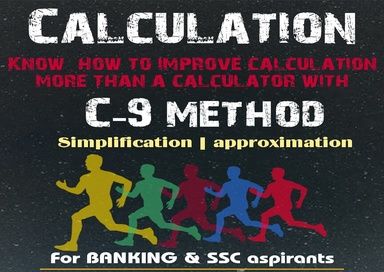 CALCULATION
KNOW HOW TO IMPROVE CALCULATION
MORE THAN A CALCULATOR WITH
C-9 METHOD
Simplification | approximation
For BANKING & SSC aspirants